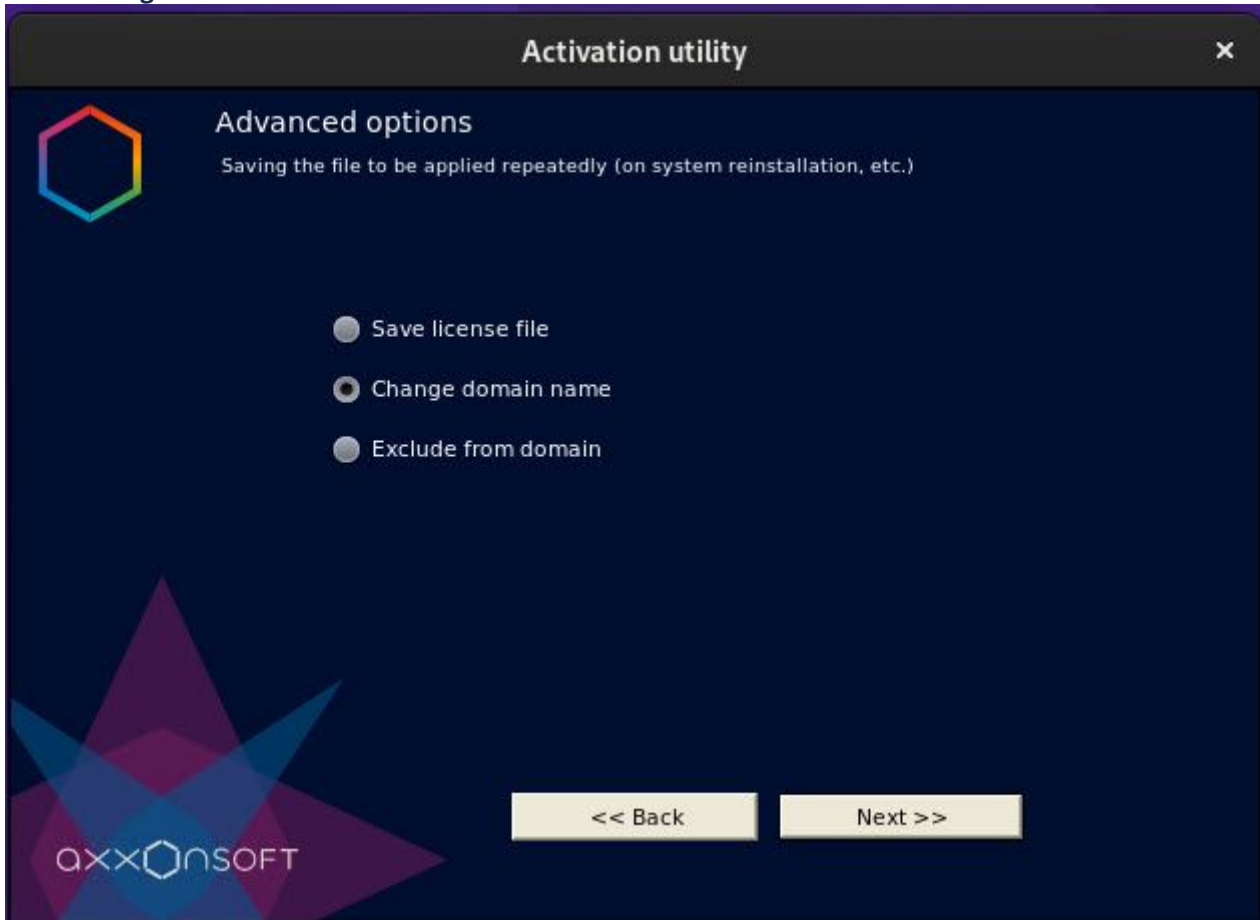 Activation utility
×
Advanced options
Saving the file to be applied repeatedly (on system reinstallation, etc.)
Save license file
Change domain name
Exclude from domain
<< Back
Next >>
axxonsoft